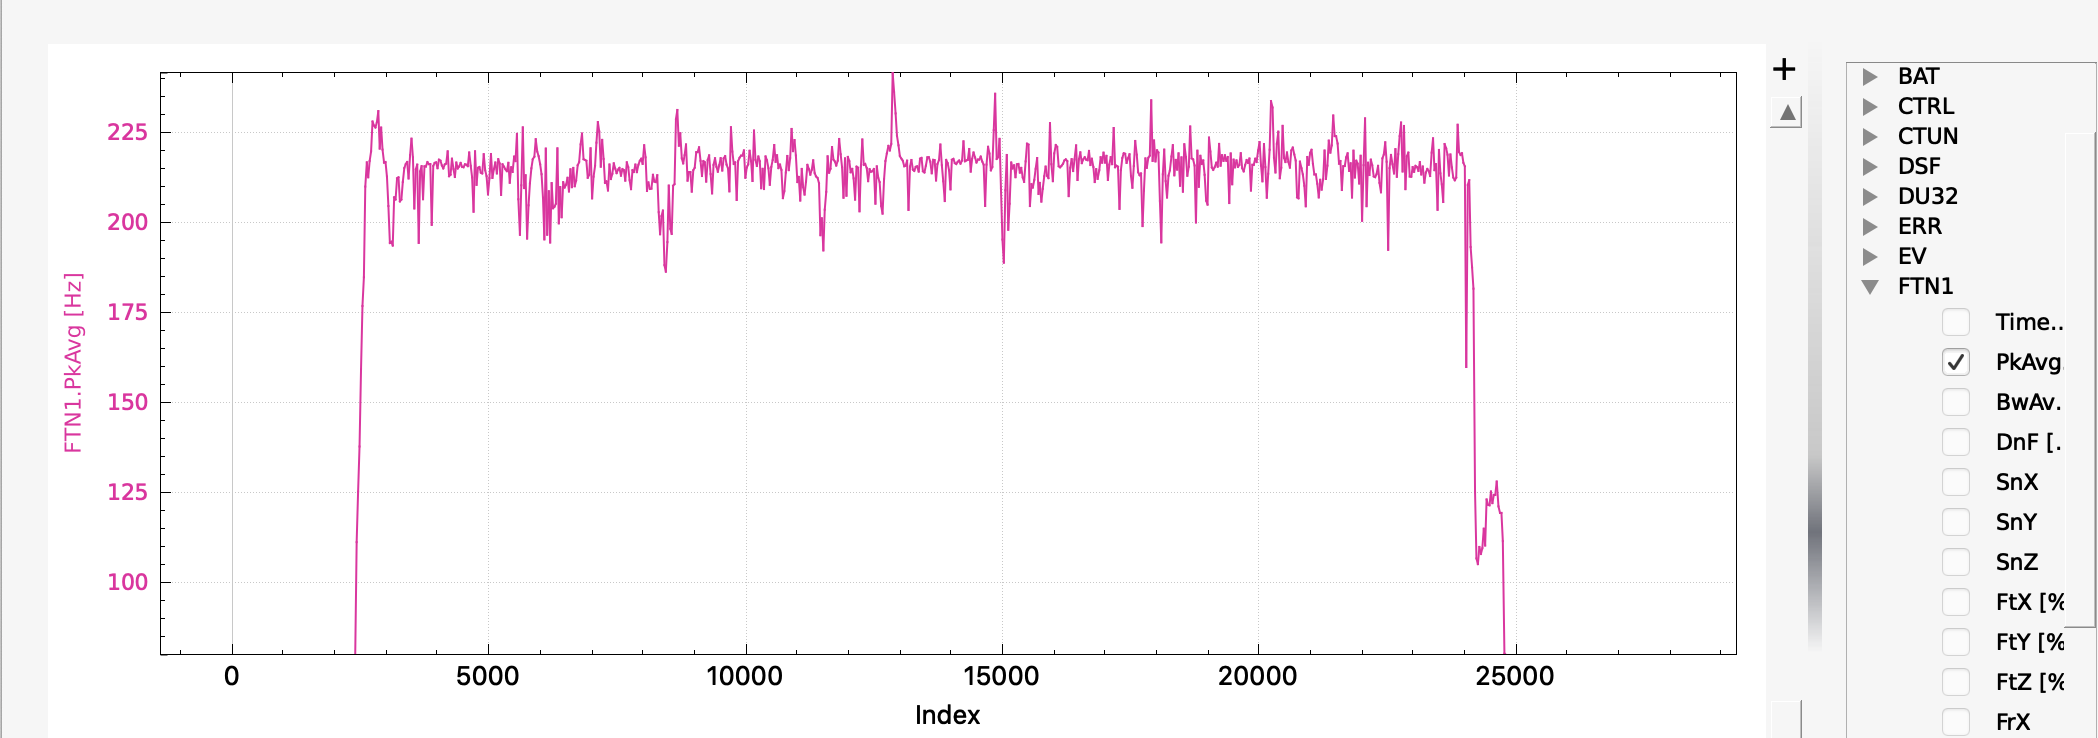 225
200
175
150
125
100
FTN1.PkAvg [Hz]
0 5000 10000 15000 20000 25000
Index
+
BAT
CTRL
CTUN
DSF
DU32
ERR
EV
FTN1
Time..
PkAvg.
BwAv.
DnF [.
SnX
SnY
SnZ
FtX [%
FtY [%
FtZ [%
FrX